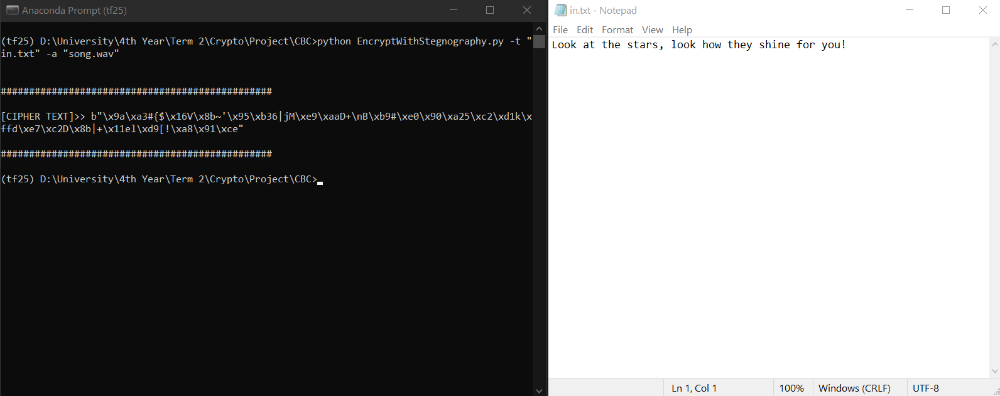 Anaconda Prompt (tf25)
(tf25) D:\University\4th Year\Term 2\Crypto\Project\CBC>python EncryptWithStegnography.py -t "
in.txt" -a "song.wav"
################################################
[CIPHER TEXT]>> b"\x9a\xa3#{$\x16V\x8b~'\x95\xb36|jM\xe9\xaaD+\nB\xb9#\xe0\x90\xa25\xc2\xd1k\x
ffd\xe7\xc2D\x8b|+\x11el\xd9[!\xa8\x91\xce"
################################################
(tf25) D:\University\4th Year\Term 2\Crypto\Project\CBC>
in.txt - Notepad
File Edit Format View Help
Look at the stars, look how they shine for you!
Ln 1, Col 1 100% Windows (CRLF) UTF-8